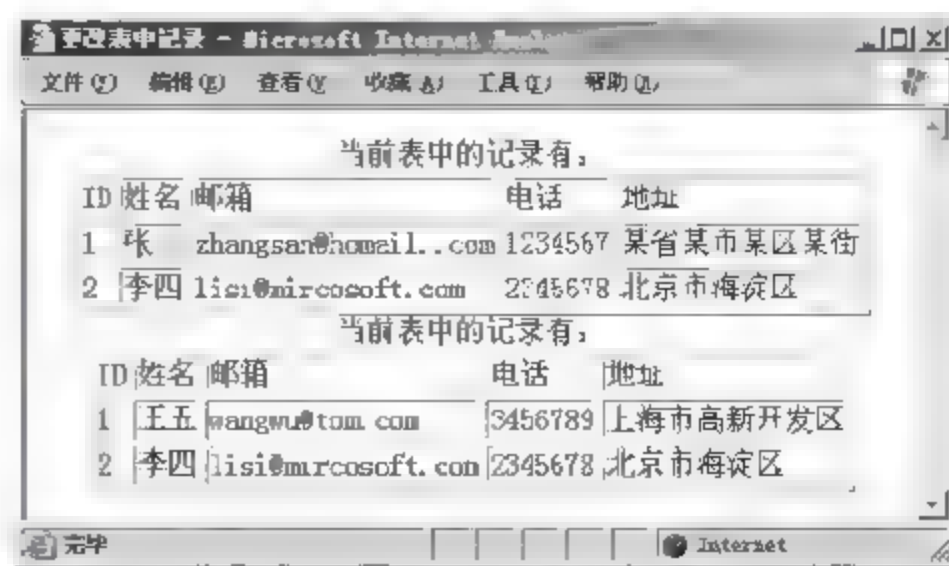 更改表中记录 - Microsoft Internet
文件(F) 编辑(E) 查看(V) 收藏(A) 工具(T) 帮助(H)
当前表中的记录有:
ID 姓名 邮箱 电话 地址
1 张 zhangsan@homail..com 1234567 某省某市某区某街
2 李四 lisi@mircosoft.com 2345678 北京市海淀区
当前表中的记录有:
ID 姓名 邮箱 电话 地址
1 王五 wangwu@tom.com 3456789 上海市高新开发区
2 李四 lisi@mircosoft.com 2345678 北京市海淀区
完毕 Internet